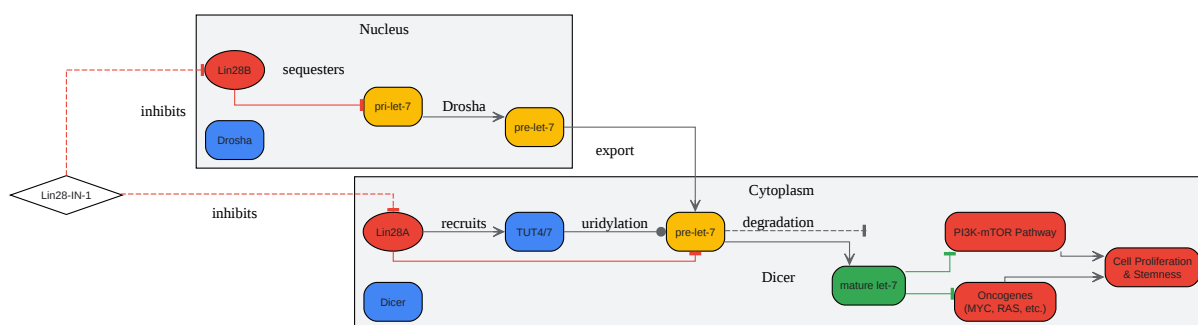 Nucleus
Lin28B
sequesters
inhibits
pri-let-7
Drosha
pre-let-7
Drosha
export
Lin28-IN-1
inhibits
Cytoplasm
Lin28A
recruits
TUT4/7
uridylation
pre-let-7
degradation
PI3K-mTOR Pathway
Cell Proliferation
& Stemness
Dicer
mature let-7
Dicer
Oncogenes
(MYC, RAS, etc.)